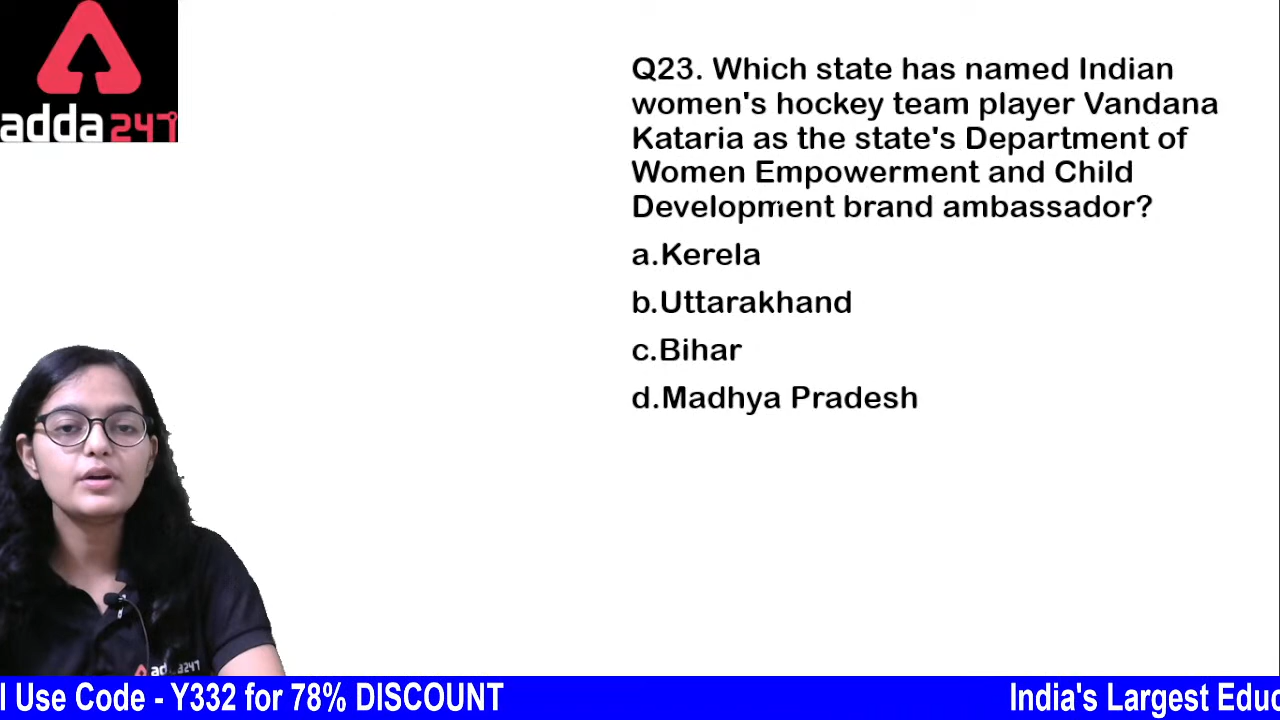 adda247
Q23. Which state has named Indian
women's hockey team player Vandana
Kataria as the state's Department of
Women Empowerment and Child
Development brand ambassador?
a.Kerela
b.Uttarakhand
c.Bihar
d.Madhya Pradesh
adda247
l Use Code - Y332 for 78% DISCOUNT
India's Largest Educ